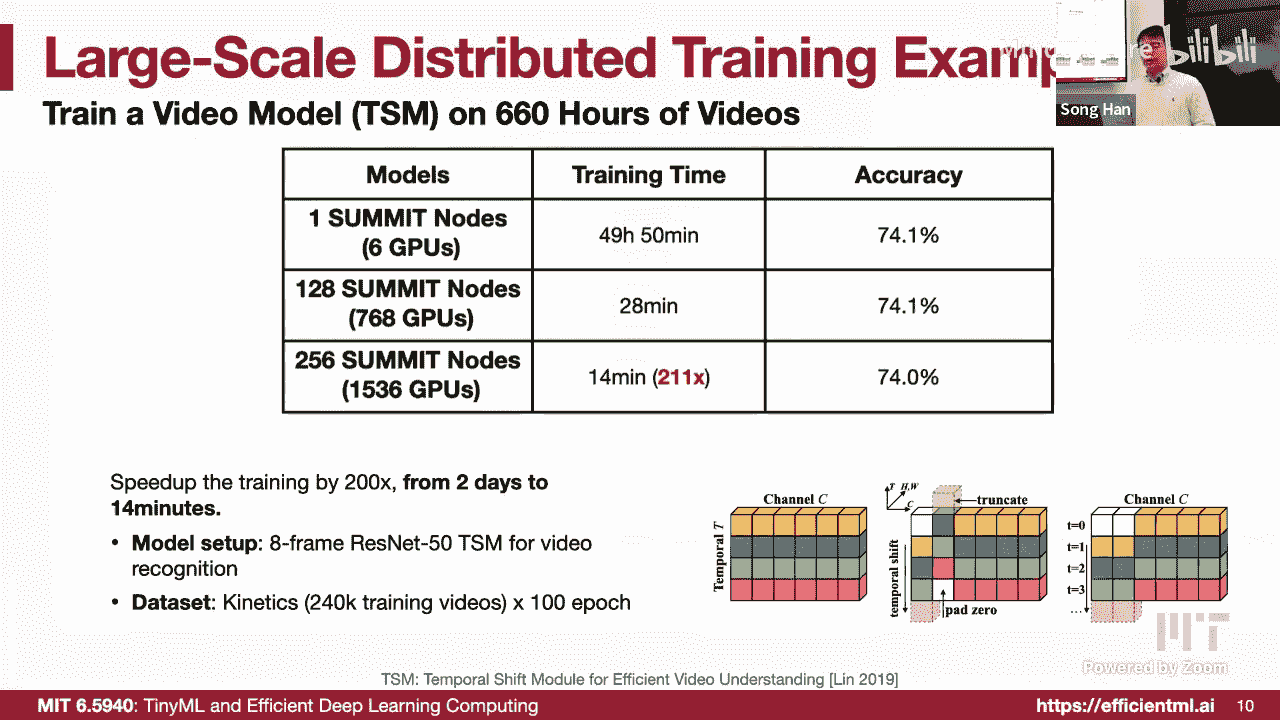 Large-Scale Distributed Training Examp
bilibili
Song Han
Train a Video Model (TSM) on 660 Hours of Videos
Models Training Time Accuracy
1 SUMMIT Nodes
(6 GPUs)
49h 50min 74.1%
128 SUMMIT Nodes
(768 GPUs)
28min 74.1%
256 SUMMIT Nodes
(1536 GPUs)
14min (211x) 74.0%
Speedup the training by 200x, from 2 days to
14minutes.
• Model setup: 8-frame ResNet-50 TSM for video
recognition
• Dataset: Kinetics (240k training videos) x 100 epoch
Channel C
Temporal T
T H,W
C
truncate
temporal shift
pad zero
Channel C
t=0
t=1
t=2
t=3
...
MIT
Powered by Zoom
TSM: Temporal Shift Module for Efficient Video Understanding [Lin 2019]
MIT 6.5940: TinyML and Efficient Deep Learning Computing
https://efficientml.ai 10